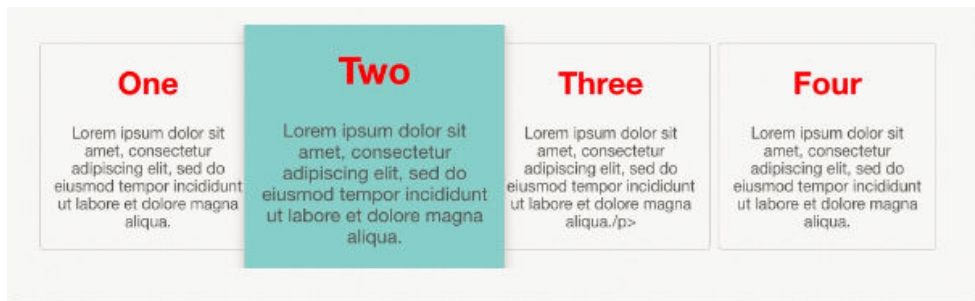 One
Lorem ipsum dolor sit
amet, consectetur
adipiscing elit, sed do
eiusmod tempor incididunt
ut labore et dolore magna
aliqua.
Two
Lorem ipsum dolor sit
amet, consectetur
adipiscing elit, sed do
eiusmod tempor incididunt
ut labore et dolore magna
aliqua.
Three
Lorem ipsum dolor sit
amet, consectetur
adipiscing elit, sed do
eiusmod tempor incididunt
ut labore et dolore magna
aliqua./p>
Four
Lorem ipsum dolor sit
amet, consectetur
adipiscing elit, sed do
eiusmod tempor incididunt
ut labore et dolore magna
aliqua.